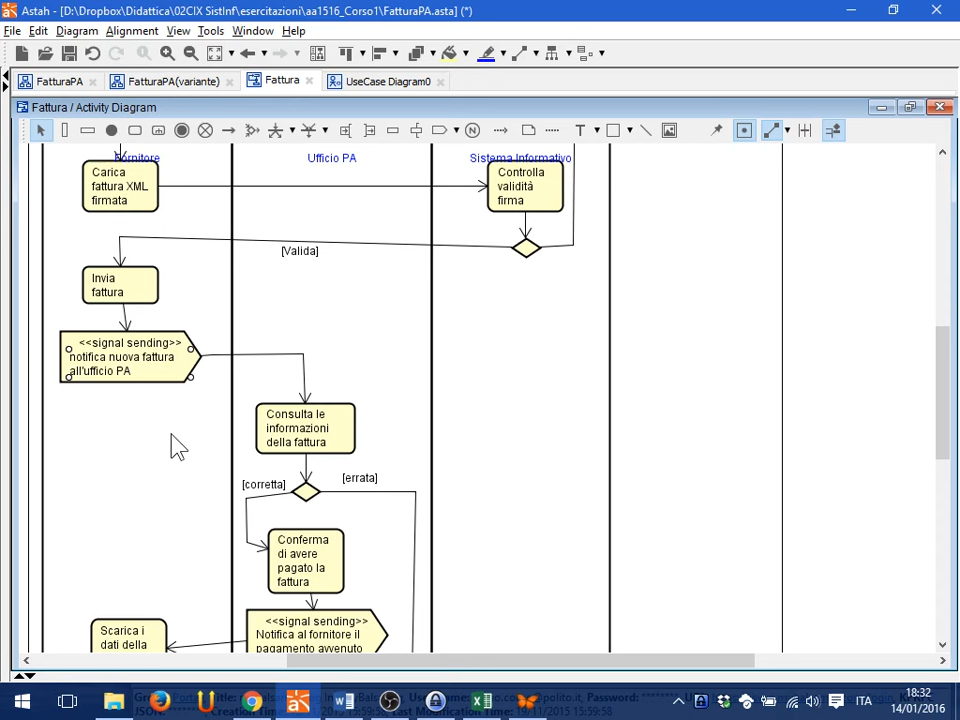 Astah - [D:\Dropbox\Didattica\02CIX SistInf\esercitazioni\aa1516_Corso1\FatturaPA.asta] (*)
File Edit Diagram Alignment View Tools Window Help
FatturaPA FatturaPA(variante) Fattura UseCase Diagram0
Fattura / Activity Diagram
N T
Fornitore Ufficio PA Sistema Informativo
Carica
fattura XML
firmata
Controlla
validità
firma
[Valida]
Invia
fattura
<<signal sending>>
notifica nuova fattura
all'ufficio PA
Consulta le
informazioni
della fattura
[corretta] [errata]
Conferma
di avere
pagato la
fattura
<<signal sending>>
Notifica al fornitore il
pagamento avvenuto
Scarica i
dati della
ITA
18:32
14/01/2016